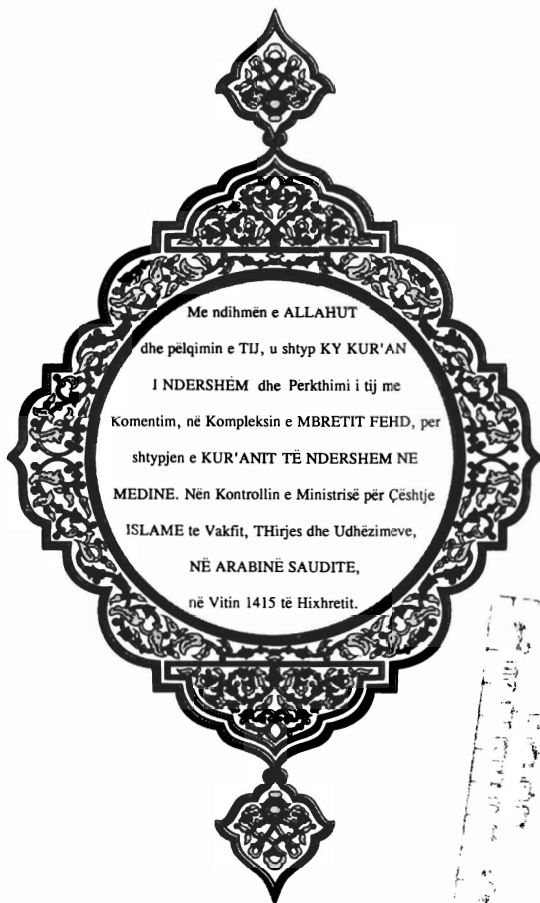 Me ndihmën e ALLAHUT
dhe pëlqimin e TIJ, u shtyp KY KUR'AN
I NDERSHËM dhe Perkthimi i tij me
Komentim, në Kompleksin e MBRETIT FEHD, per
shtypjen e KUR'ANIT TË NDERSHEM NE
MEDINE. Nën Kontrollin e Ministrisë për Çështje
ISLAME te Vakfit, THirjes dhe Udhëzimeve,
NË ARABINË SAUDITE,
në Vitin 1415 të Hixhretit.